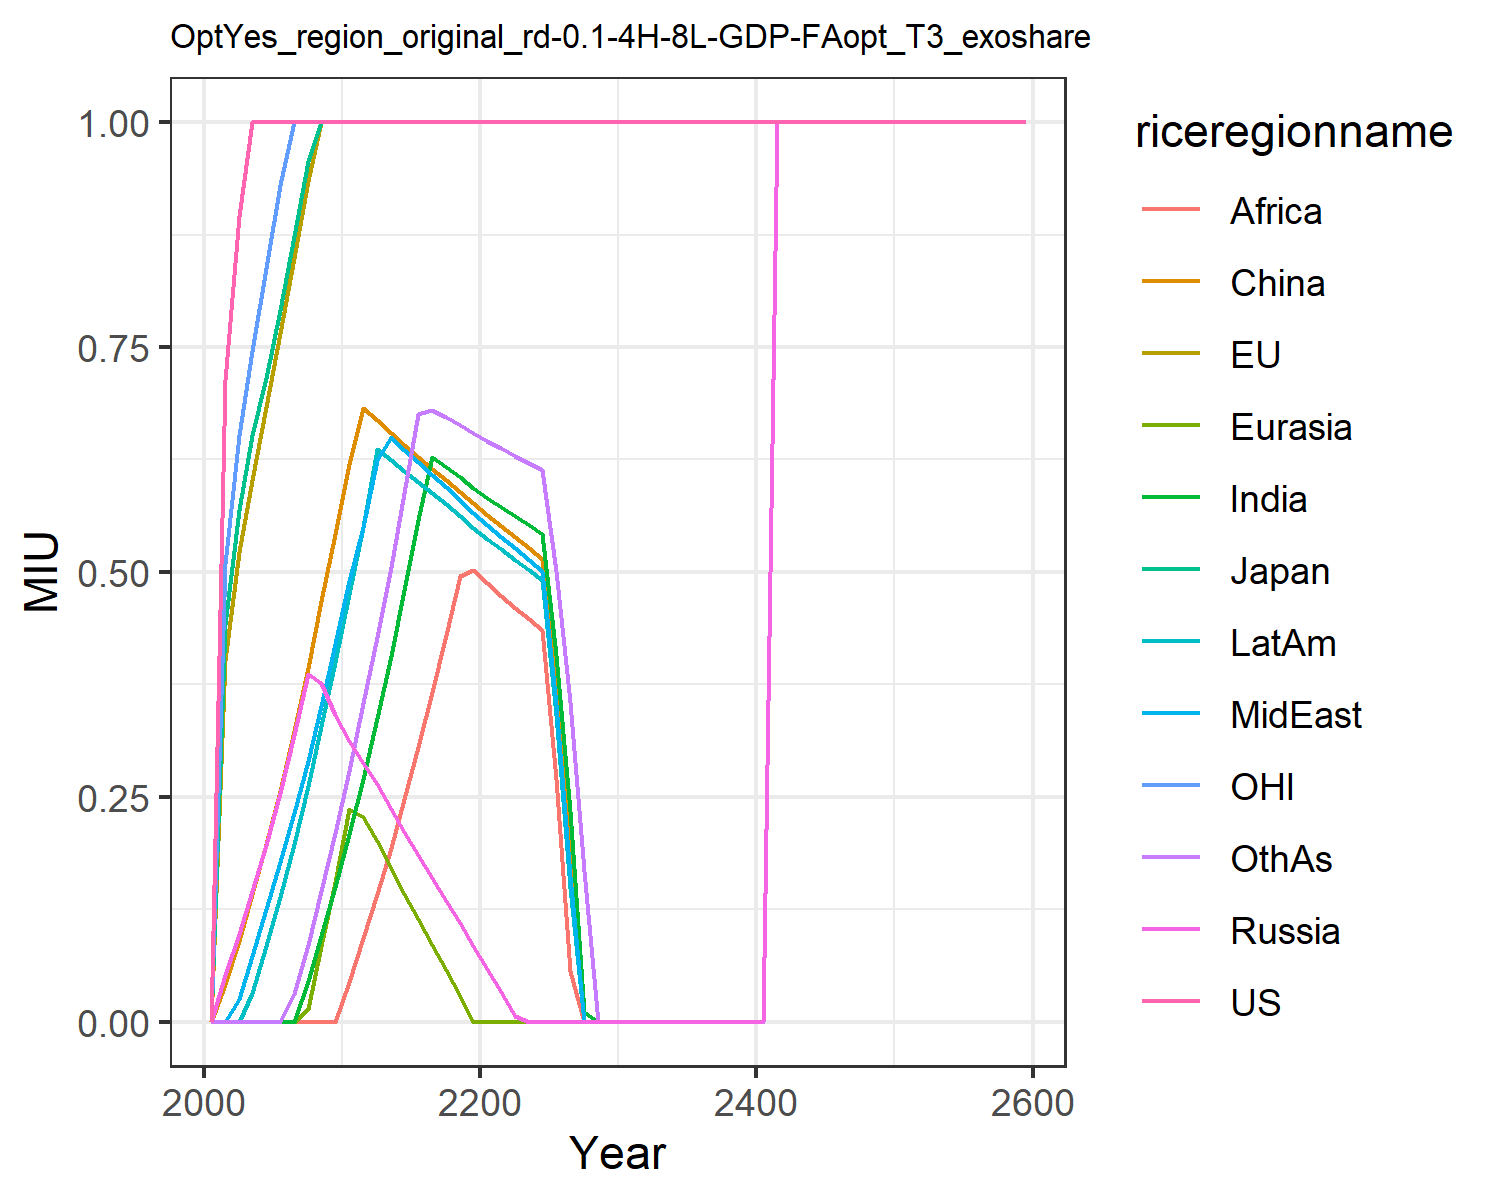 OptYes_region_original_rd-0.1-4H-8L-GDP-FAopt_T3_exoshare
1.00
0.75
0.50
0.25
0.00
MIU
2000 2200 2400 2600
Year
riceregionname
Africa
China
EU
Eurasia
India
Japan
LatAm
MidEast
OHI
OthAs
Russia
US